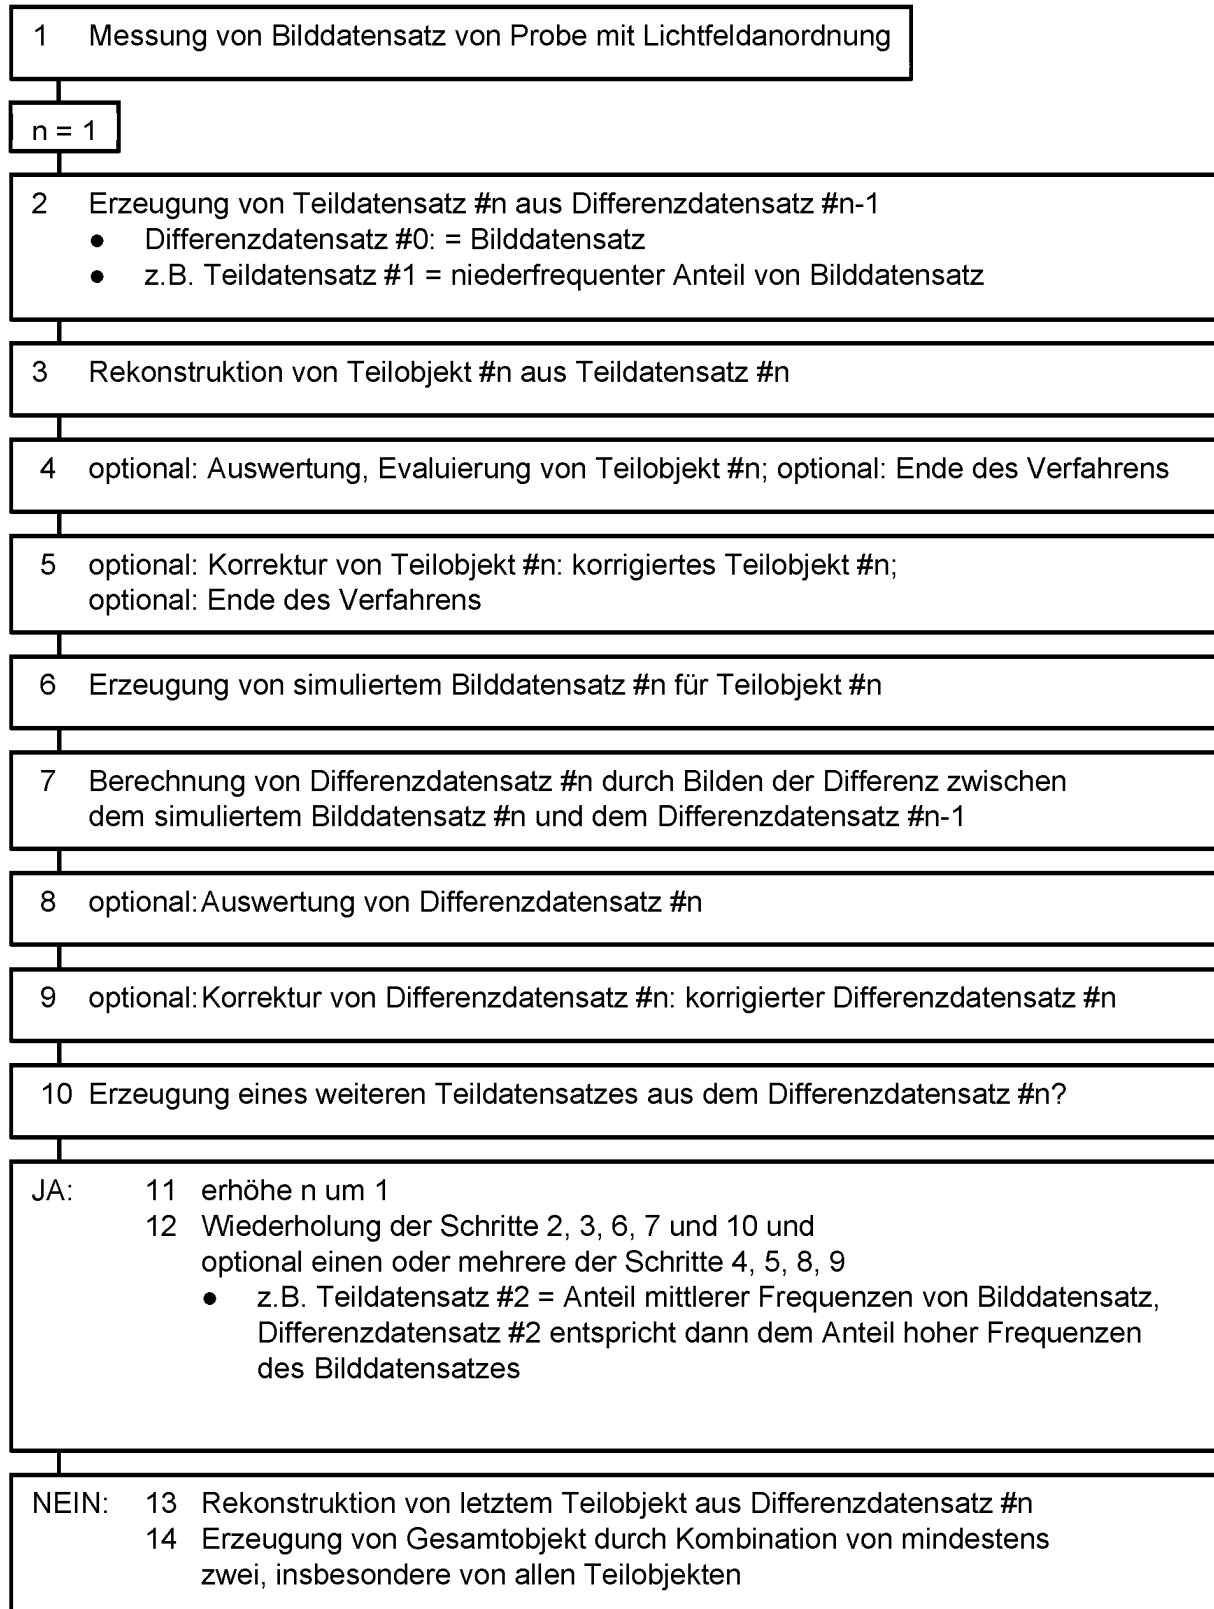 1 Messung von Bilddatensatz von Probe mit Lichtfeldanordnung
n = 1
2 Erzeugung von Teildatensatz #n aus Differenzdatensatz #n-1
● Differenzdatensatz #0: = Bilddatensatz
● z.B. Teildatensatz #1 = niederfrequenter Anteil von Bilddatensatz
3 Rekonstruktion von Teilobjekt #n aus Teildatensatz #n
4 optional: Auswertung, Evaluierung von Teilobjekt #n; optional: Ende des Verfahrens
5 optional: Korrektur von Teilobjekt #n: korrigiertes Teilobjekt #n;
optional: Ende des Verfahrens
6 Erzeugung von simuliertem Bilddatensatz #n für Teilobjekt #n
7 Berechnung von Differenzdatensatz #n durch Bilden der Differenz zwischen
dem simuliertem Bilddatensatz #n und dem Differenzdatensatz #n-1
8 optional: Auswertung von Differenzdatensatz #n
9 optional: Korrektur von Differenzdatensatz #n: korrigierter Differenzdatensatz #n
10 Erzeugung eines weiteren Teildatensatzes aus dem Differenzdatensatz #n?
JA: 11 erhöhe n um 1
12 Wiederholung der Schritte 2, 3, 6, 7 und 10 und
optional einen oder mehrere der Schritte 4, 5, 8, 9
● z.B. Teildatensatz #2 = Anteil mittlerer Frequenzen von Bilddatensatz,
Differenzdatensatz #2 entspricht dann dem Anteil hoher Frequenzen
des Bilddatensatzes
NEIN: 13 Rekonstruktion von letztem Teilobjekt aus Differenzdatensatz #n
14 Erzeugung von Gesamtobjekt durch Kombination von mindestens
zwei, insbesondere von allen Teilobjekten